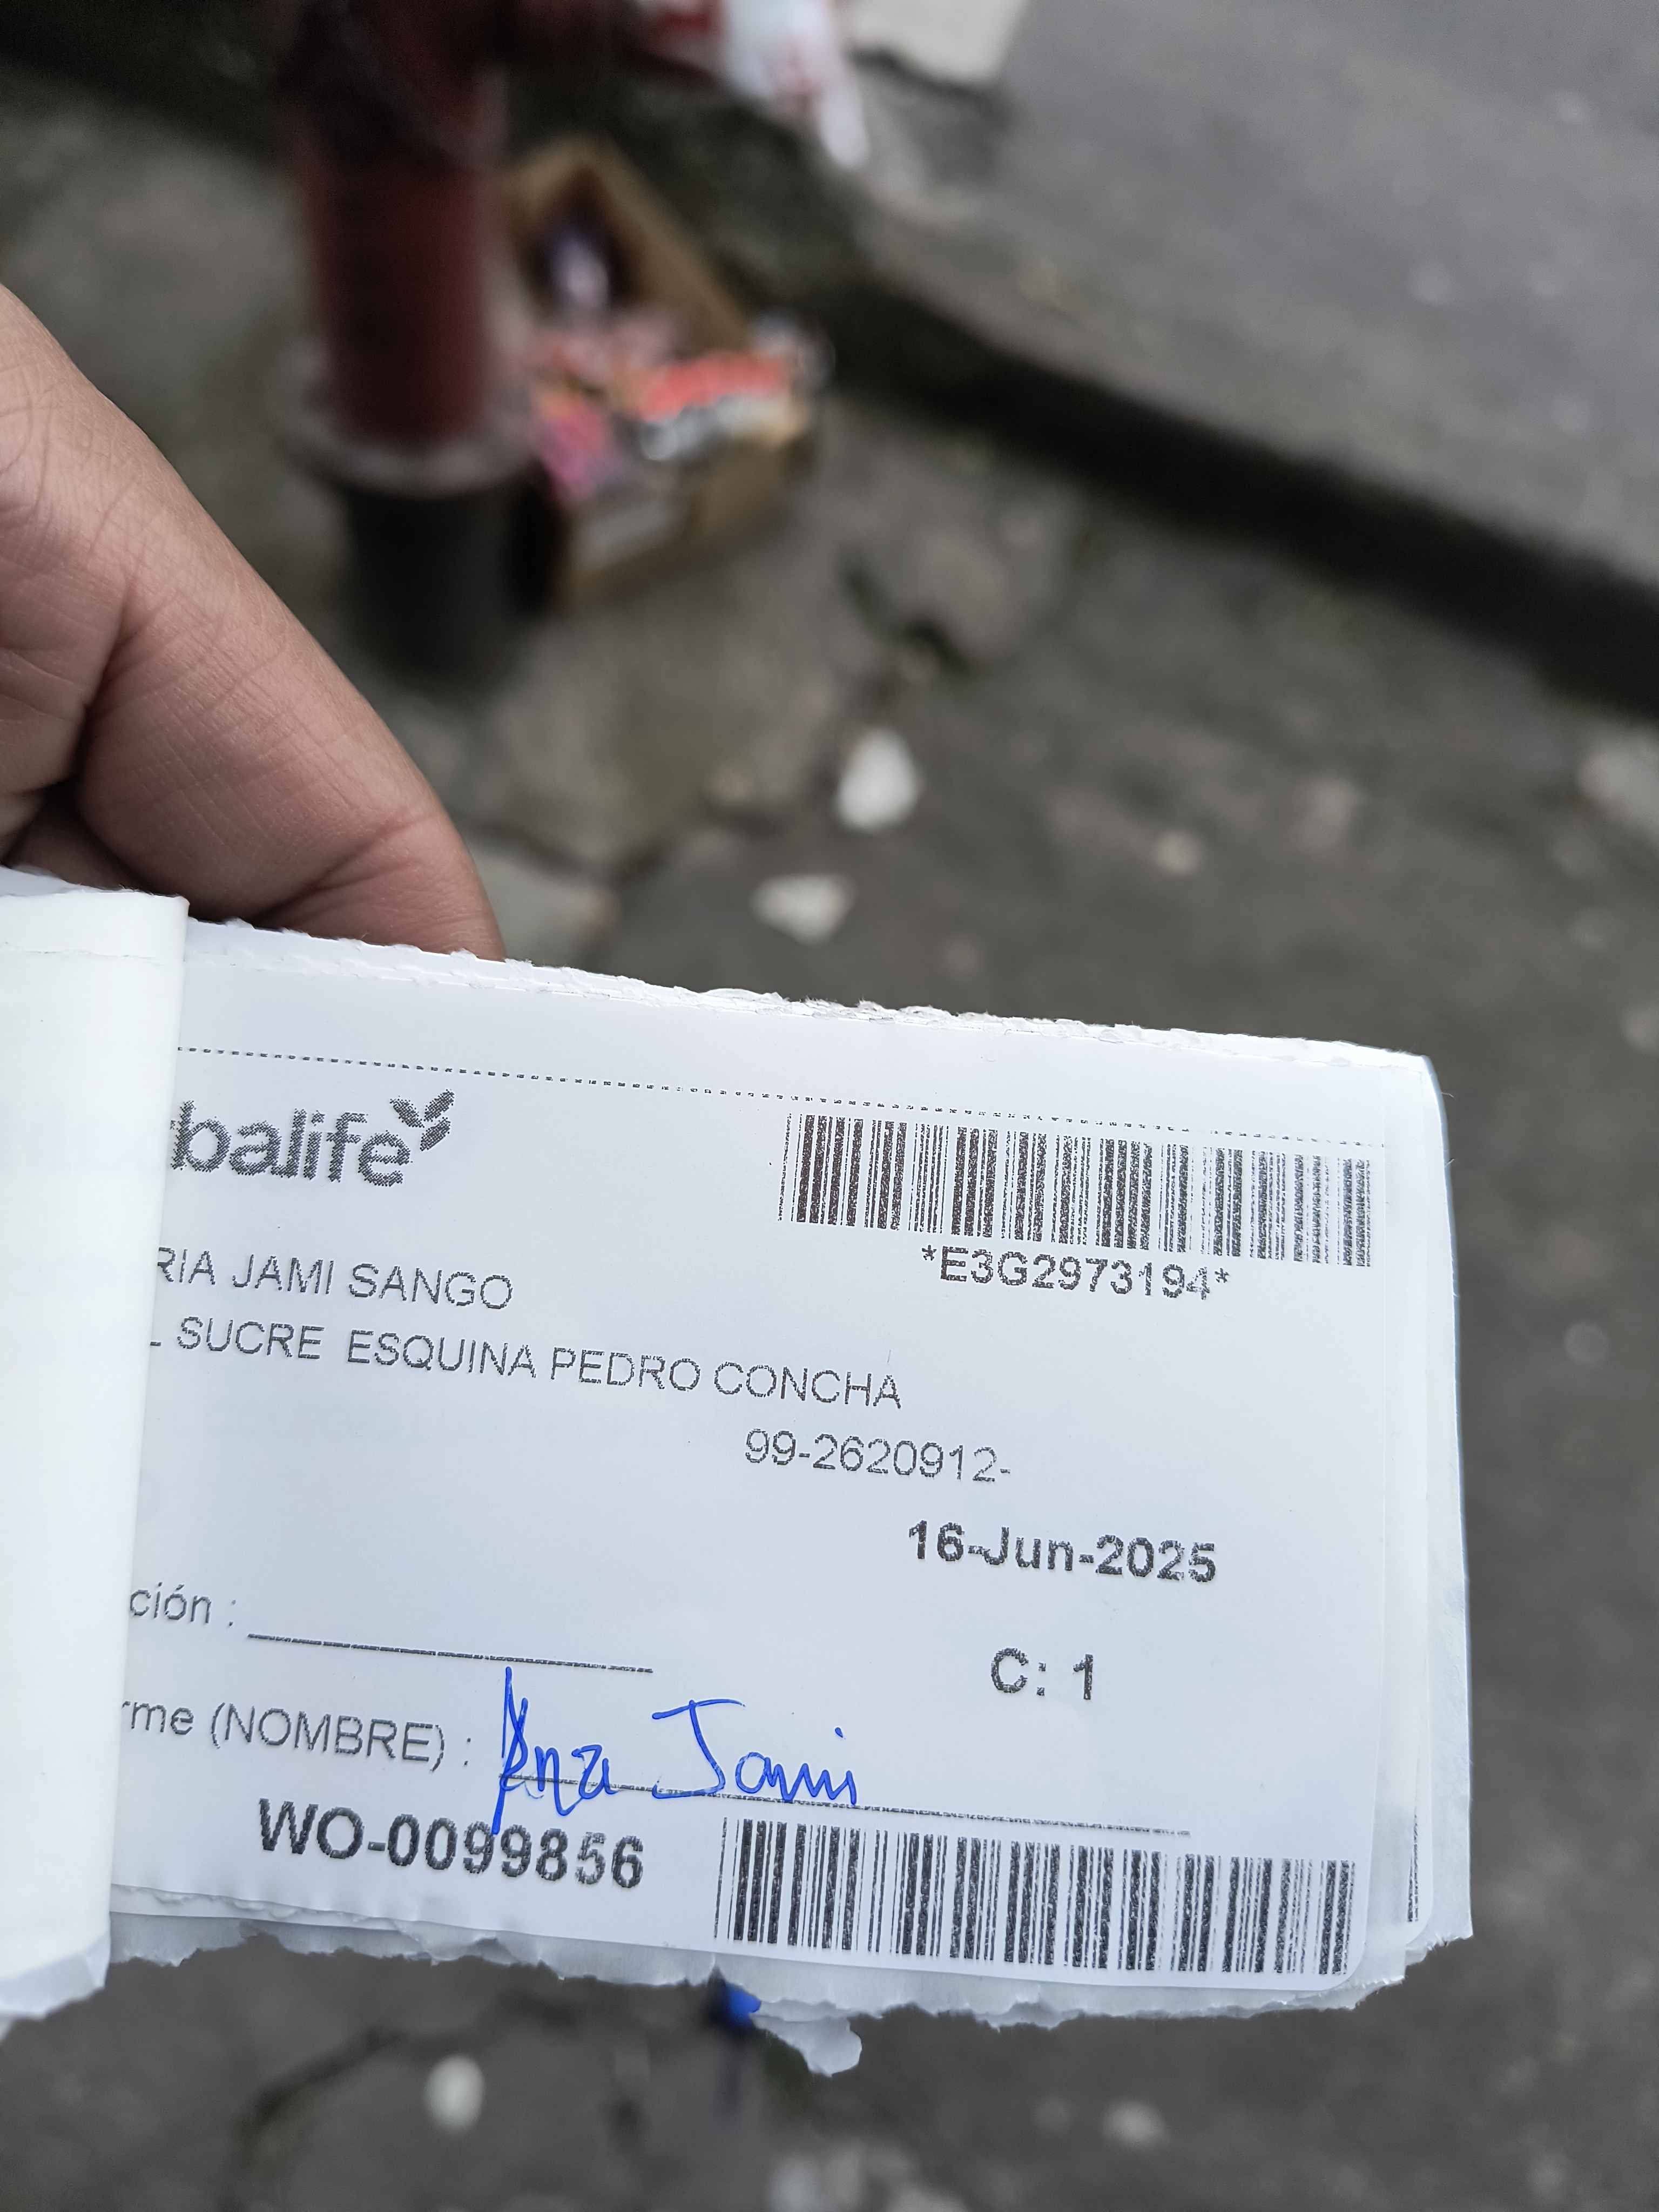 balife
*E3G2973194*
RIA JAMI SANGO
L SUCRE ESQUINA PEDRO CONCHA
99-2620912-
16-Jun-2025
ción :
C: 1
rme (NOMBRE) : Ana Jami
WO-0099856